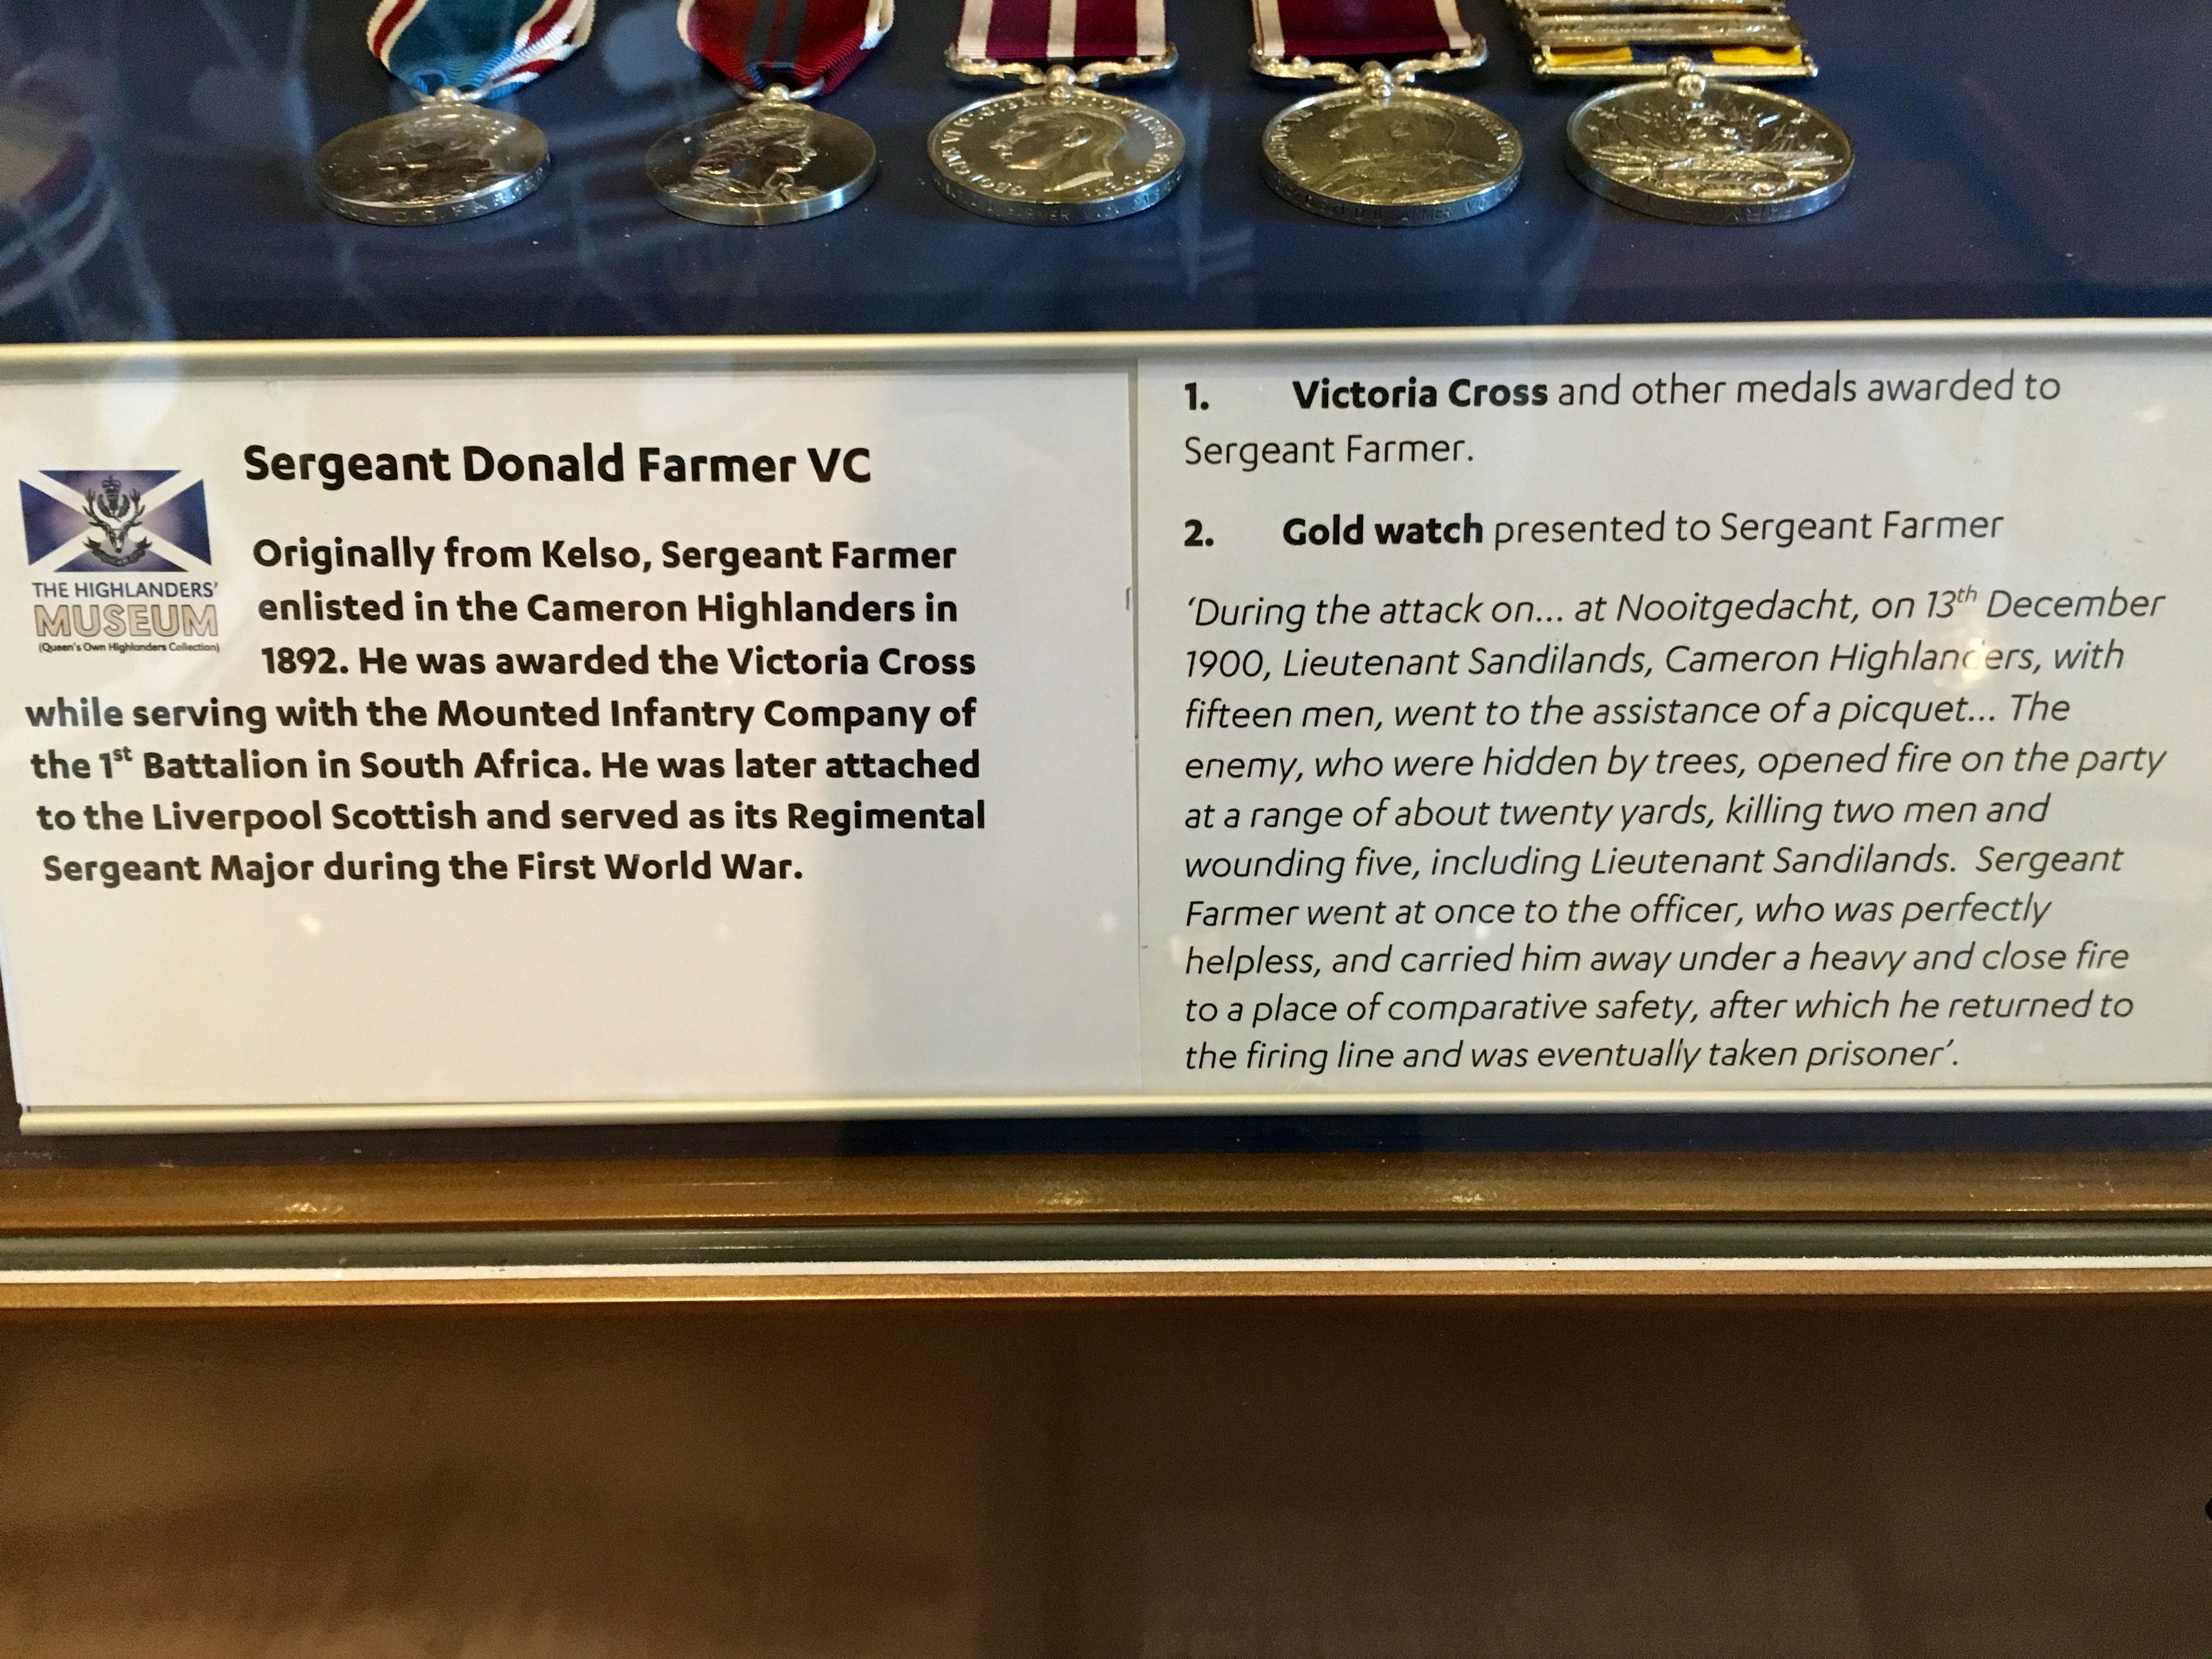 Sergeant Donald Farmer VC
THE HIGHLANDERS'
MUSEUM
(Queen's Own Highlanders Collection)
Originally from Kelso, Sergeant Farmer
enlisted in the Cameron Highlanders in
1892. He was awarded the Victoria Cross
while serving with the Mounted Infantry Company of
the 1st Battalion in South Africa. He was later attached
to the Liverpool Scottish and served as its Regimental
Sergeant Major during the First World War.
1. Victoria Cross and other medals awarded to
Sergeant Farmer.
2. Gold watch presented to Sergeant Farmer
‘During the attack on... at Nooitgedacht, on 13th December
1900, Lieutenant Sandilands, Cameron Highlanders, with
fifteen men, went to the assistance of a picquet... The
enemy, who were hidden by trees, opened fire on the party
at a range of about twenty yards, killing two men and
wounding five, including Lieutenant Sandilands. Sergeant
Farmer went at once to the officer, who was perfectly
helpless, and carried him away under a heavy and close fire
to a place of comparative safety, after which he returned to
the firing line and was eventually taken prisoner’.